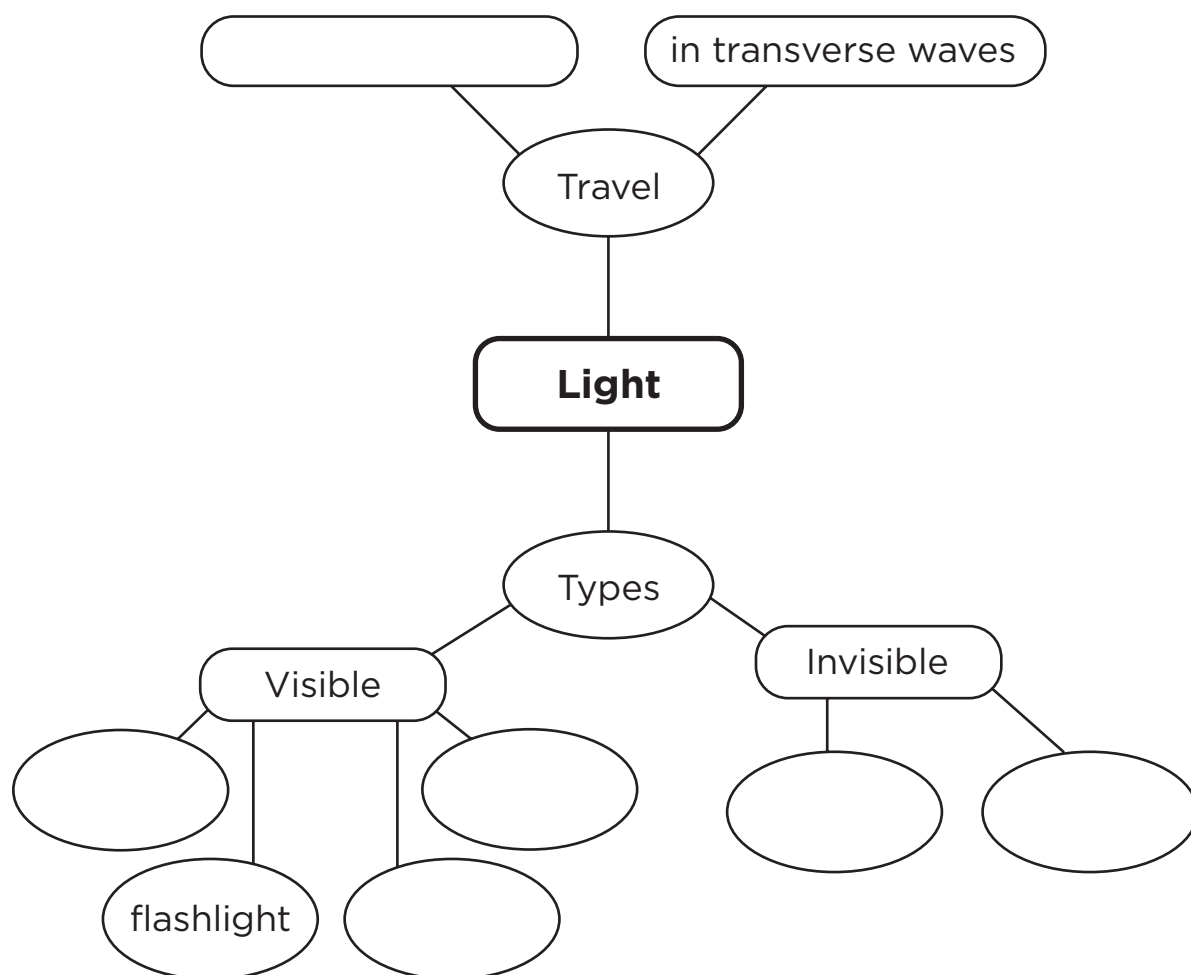 in transverse waves
Travel
Light
Types
Visible
Invisible
flashlight